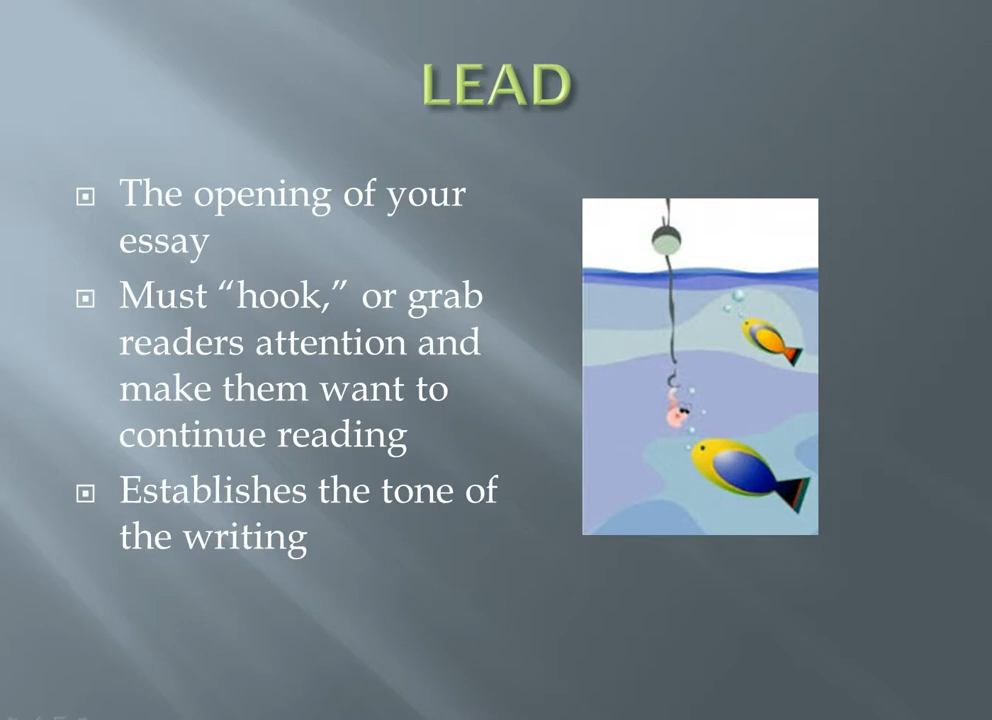 LEAD
The opening of your
essay
Must “hook,” or grab
readers attention and
make them want to
continue reading
Establishes the tone of
the writing